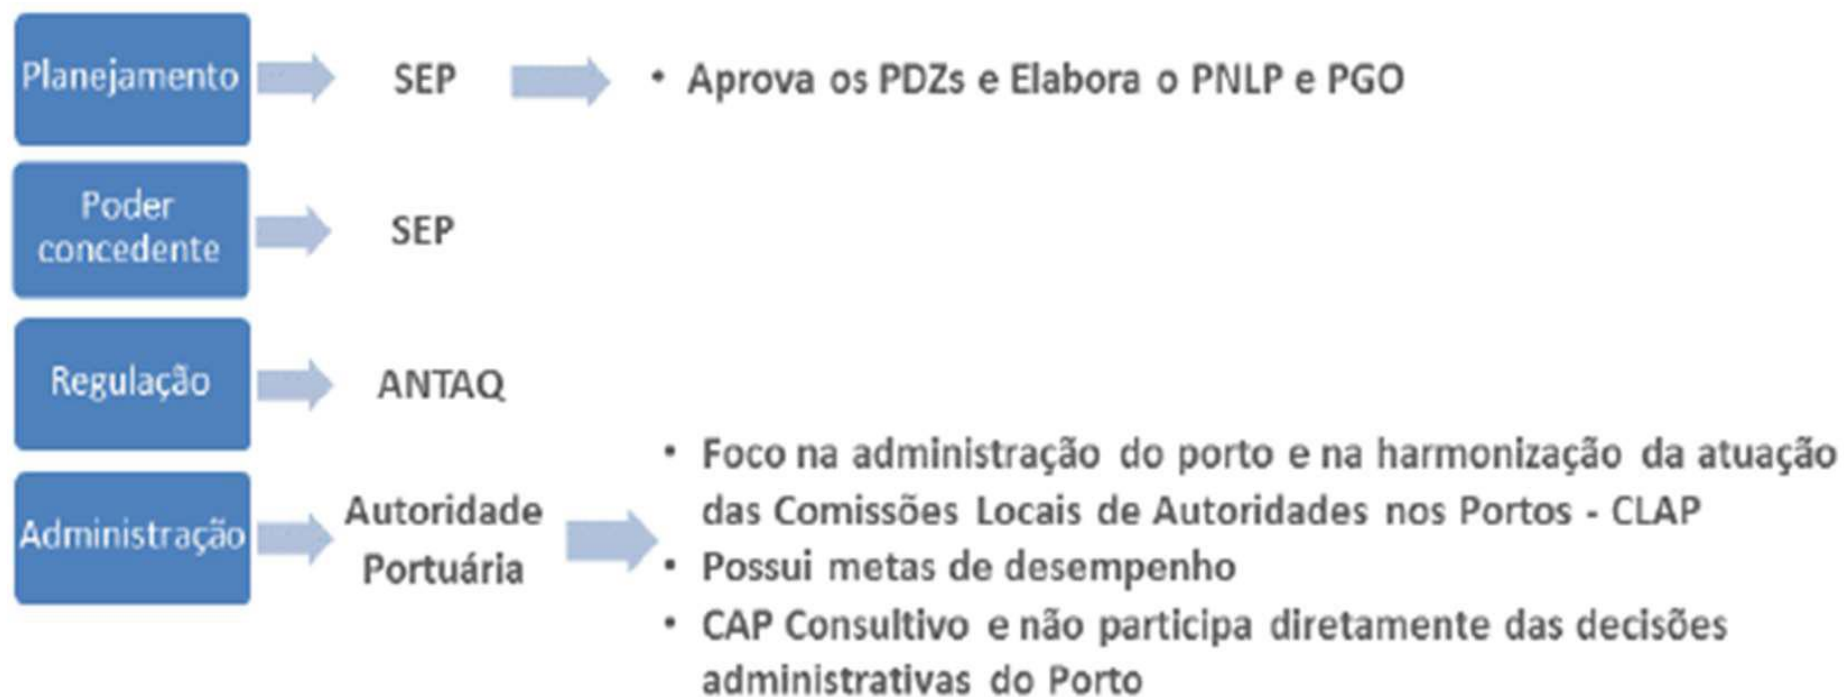 Planejamento
SEP
• Aprova os PDZs e Elabora o PNLP e PGO
Poder
concedente
SEP
Regulação
ANTAQ
Administração
Autoridade
Portuária
• Foco na administração do porto e na harmonização da atuação
das Comissões Locais de Autoridades nos Portos - CLAP
• Possui metas de desempenho
• CAP Consultivo e não participa diretamente das decisões
administrativas do Porto